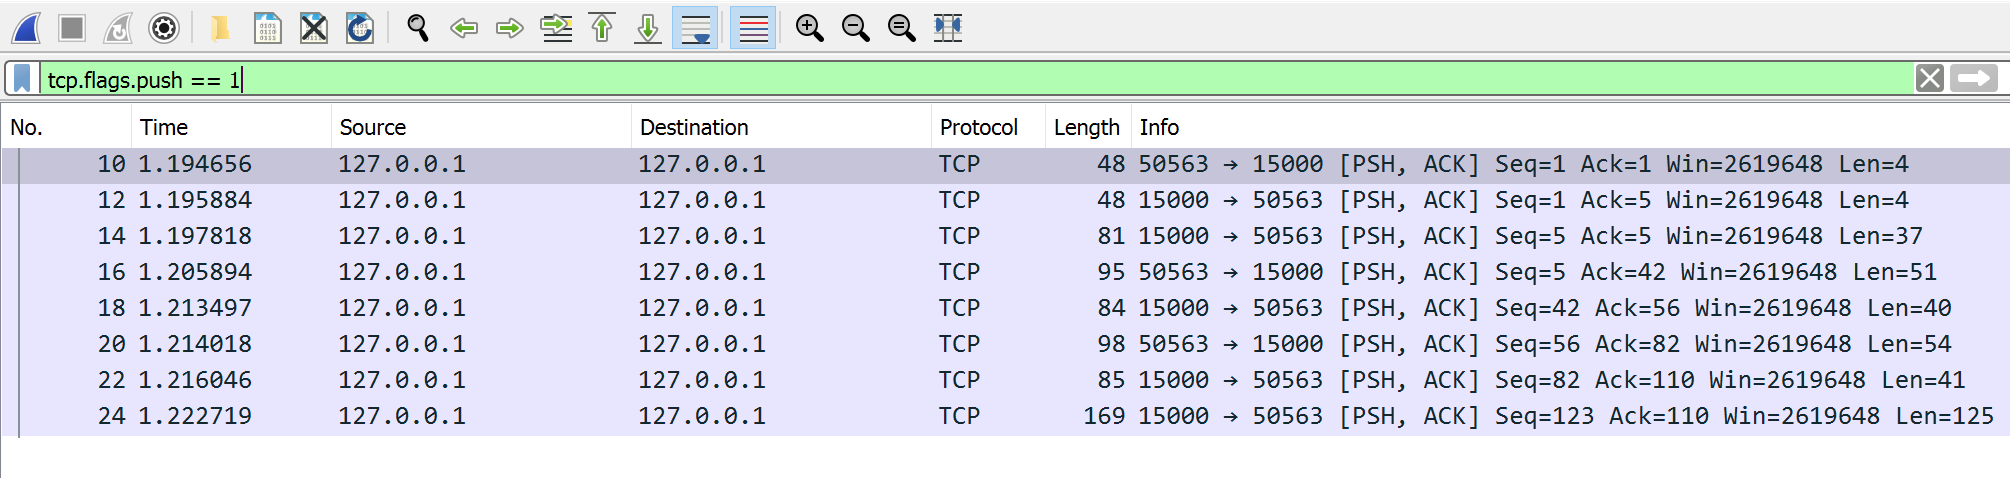 tcp.flags.push == 1
No. Time Source Destination Protocol Length Info
10 1.194656 127.0.0.1 127.0.0.1 TCP 48 50563 → 15000 [PSH, ACK] Seq=1 Ack=1 Win=2619648 Len=4
12 1.195884 127.0.0.1 127.0.0.1 TCP 48 15000 → 50563 [PSH, ACK] Seq=1 Ack=5 Win=2619648 Len=4
14 1.197818 127.0.0.1 127.0.0.1 TCP 81 15000 → 50563 [PSH, ACK] Seq=5 Ack=5 Win=2619648 Len=37
16 1.205894 127.0.0.1 127.0.0.1 TCP 95 50563 → 15000 [PSH, ACK] Seq=5 Ack=42 Win=2619648 Len=51
18 1.213497 127.0.0.1 127.0.0.1 TCP 84 15000 → 50563 [PSH, ACK] Seq=42 Ack=56 Win=2619648 Len=40
20 1.214018 127.0.0.1 127.0.0.1 TCP 98 50563 → 15000 [PSH, ACK] Seq=56 Ack=82 Win=2619648 Len=54
22 1.216046 127.0.0.1 127.0.0.1 TCP 85 15000 → 50563 [PSH, ACK] Seq=82 Ack=110 Win=2619648 Len=41
24 1.222719 127.0.0.1 127.0.0.1 TCP 169 15000 → 50563 [PSH, ACK] Seq=123 Ack=110 Win=2619648 Len=125